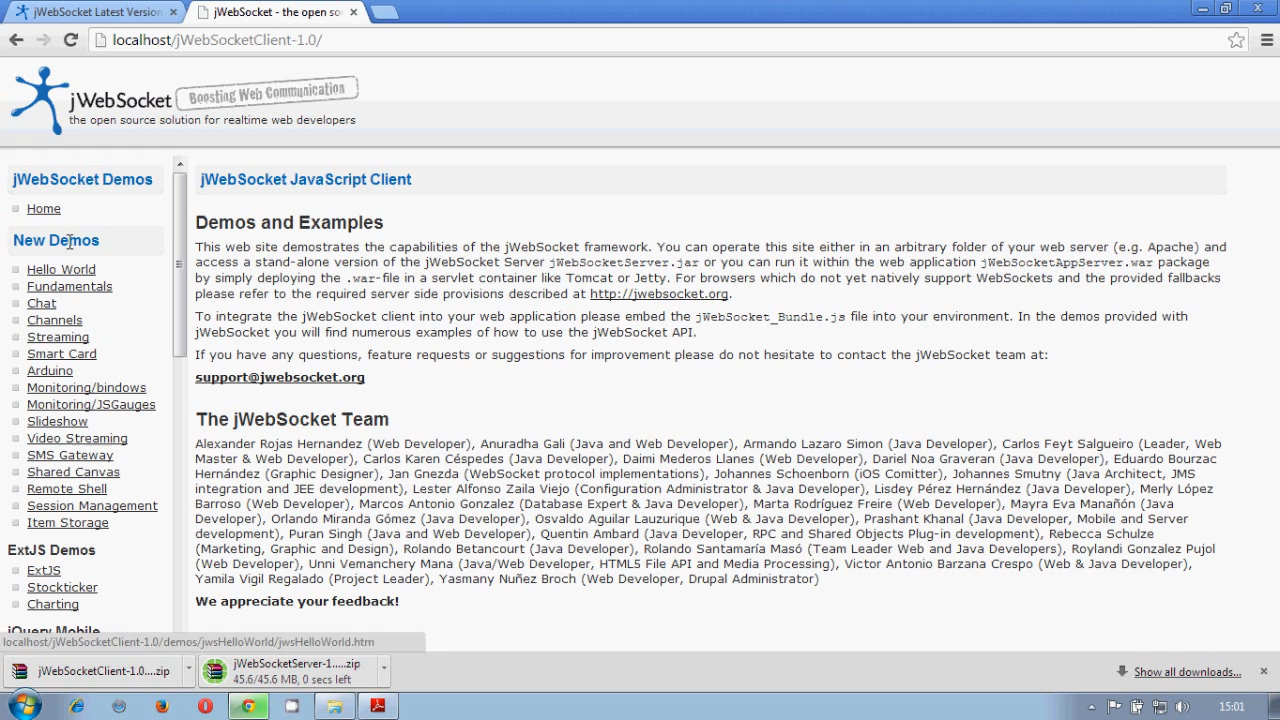 jWebSocket Latest Version
jWebSocket - the open so
localhost/jWebSocketClient-1.0/
jWebSocket
Boosting Web Communication
the open source solution for realtime web developers
jWebSocket Demos
Home
New Demos
Hello World
Fundamentals
Chat
Channels
Streaming
Smart Card
Arduino
Monitoring/bindows
Monitoring/JSGauges
Slideshow
Video Streaming
SMS Gateway
Shared Canvas
Remote Shell
Session Management
Item Storage
ExtJS Demos
ExtJS
Stockticker
Charting
jQuery Mobile
jWebSocket JavaScript Client
Demos and Examples
This web site demostrates the capabilities of the jWebSocket framework. You can operate this site either in an arbitrary folder of your web server (e.g. Apache) and
access a stand-alone version of the jWebSocket Server jWebSocketServer.jar or you can run it within the web application jWebSocketAppServer.war package
by simply deploying the .war-file in a servlet container like Tomcat or Jetty. For browsers which do not yet natively support WebSockets and the provided fallbacks
please refer to the required server side provisions described at http://jwebsocket.org.
To integrate the jWebSocket client into your web application please embed the jWebSocket_Bundle.js file into your environment. In the demos provided with
jWebSocket you will find numerous examples of how to use the jWebSocket API.
If you have any questions, feature requests or suggestions for improvement please do not hesitate to contact the jWebSocket team at:
support@jwebsocket.org
The jWebSocket Team
Alexander Rojas Hernandez (Web Developer), Anuradha Gali (Java and Web Developer), Armando Lazaro Simon (Java Developer), Carlos Feyt Salgueiro (Leader, Web
Master & Web Developer), Carlos Karen Céspedes (Java Developer), Daimi Mederos Llanes (Web Developer), Dariel Noa Graveran (Java Developer), Eduardo Bourzac
Hernández (Graphic Designer), Jan Gnezda (WebSocket protocol implementations), Johannes Schoenborn (iOS Comitter), Johannes Smutny (Java Architect, JMS
integration and JEE development), Lester Alfonso Zaila Viejo (Configuration Administrator & Java Developer), Lisdey Pérez Hernández (Java Developer), Merly López
Barroso (Web Developer), Marcos Antonio Gonzalez (Database Expert & Java Developer), Marta Rodríguez Freire (Web Developer), Mayra Eva Manañón (Java
Developer), Orlando Miranda Gómez (Java Developer), Osvaldo Aguilar Lauzurique (Web & Java Developer), Prashant Khanal (Java Developer, Mobile and Server
development), Puran Singh (Java and Web Developer), Quentin Ambard (Java Developer, RPC and Shared Objects Plug-in development), Rebecca Schulze
(Marketing, Graphic and Design), Rolando Betancourt (Java Developer), Rolando Santamaría Masó (Team Leader Web and Java Developers), Roylandi Gonzalez Pujol
(Web Developer), Unni Vemanchery Mana (Java/Web Developer, HTML5 File API and Media Processing), Victor Antonio Barzana Crespo (Web & Java Developer),
Yamila Vigil Regalado (Project Leader), Yasmany Nuñez Broch (Web Developer, Drupal Administrator)
We appreciate your feedback!
localhost/jWebSocketClient-1.0/demos/jwsHelloWorld/jwsHelloWorld.htm
jWebSocketClient-1.0....zip
jWebSocketServer-1.....zip
45.6/45.6 MB, 0 secs left
Show all downloads...
15:01